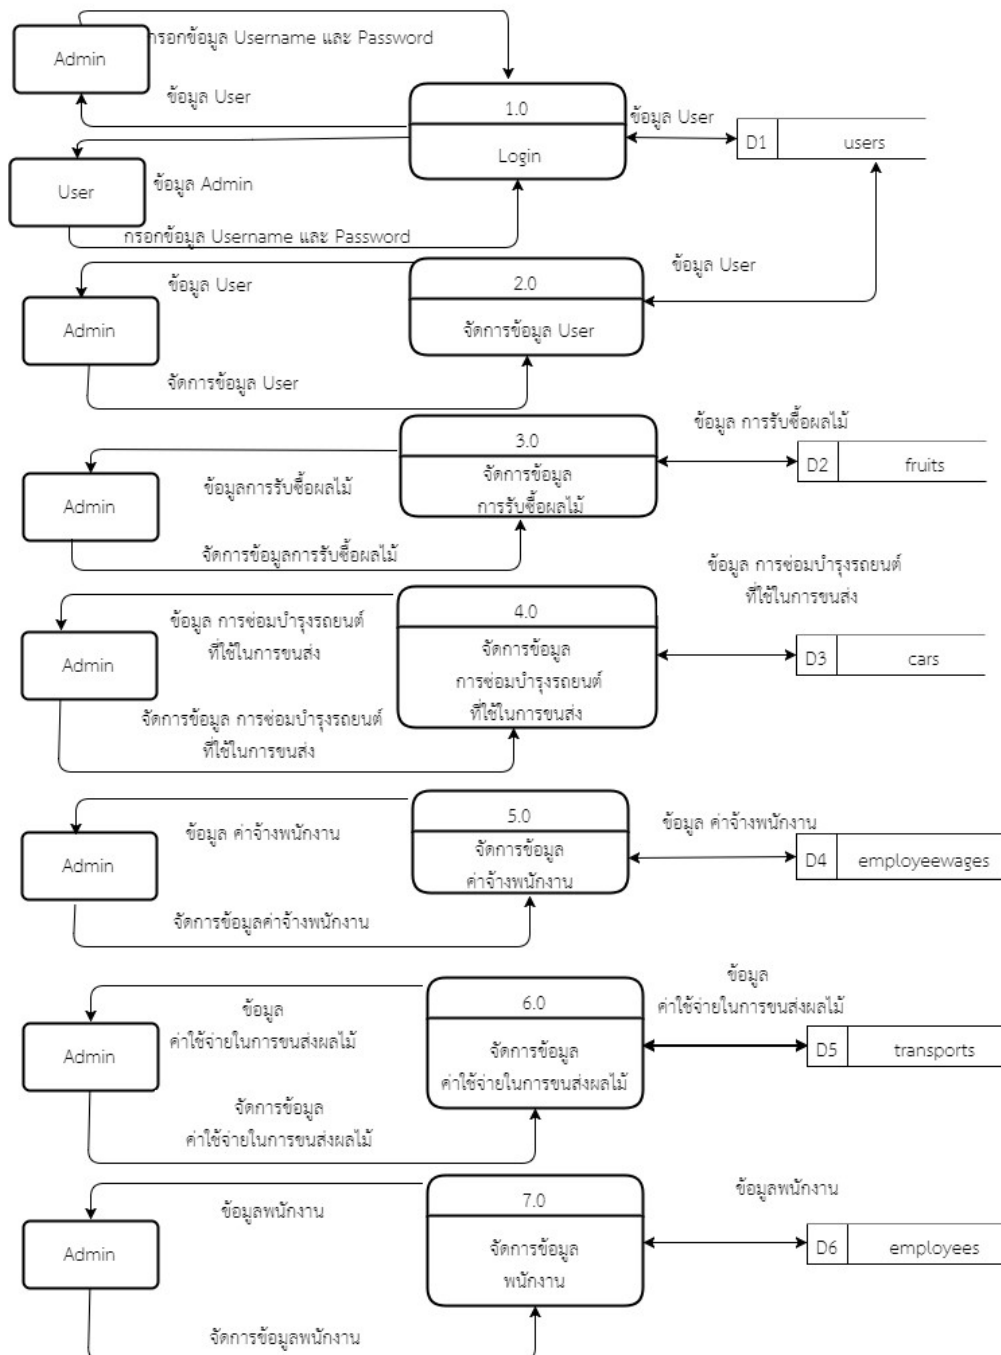 กรอกข้อมูล Username และ Password
Admin
ข้อมูล User
1.0
Login
ข้อมูล User
D1
users
User
ข้อมูล Admin
กรอกข้อมูล Username และ Password
ข้อมูล User
2.0
จัดการข้อมูล User
ข้อมูล User
Admin
จัดการข้อมูล User
3.0
จัดการข้อมูล
การรับซื้อผลไม้
ข้อมูล การรับซื้อผลไม้
D2
fruits
ข้อมูลการรับซื้อผลไม้
Admin
จัดการข้อมูลการรับซื้อผลไม้
ข้อมูล การซ่อมบำรุงรถยนต์
ที่ใช้ในการขนส่ง
4.0
จัดการข้อมูล
การซ่อมบำรุงรถยนต์
ที่ใช้ในการขนส่ง
ข้อมูล การซ่อมบำรุงรถยนต์
ที่ใช้ในการขนส่ง
D3
cars
Admin
จัดการข้อมูล การซ่อมบำรุงรถยนต์
ที่ใช้ในการขนส่ง
5.0
จัดการข้อมูล
ค่าจ้างพนักงาน
ข้อมูล ค่าจ้างพนักงาน
D4
employeewages
ข้อมูล ค่าจ้างพนักงาน
Admin
จัดการข้อมูลค่าจ้างพนักงาน
ข้อมูล
ค่าใช้จ่ายในการขนส่งผลไม้
6.0
จัดการข้อมูล
ค่าใช้จ่ายในการขนส่งผลไม้
ข้อมูล
ค่าใช้จ่ายในการขนส่งผลไม้
D5
transports
Admin
จัดการข้อมูล
ค่าใช้จ่ายในการขนส่งผลไม้
7.0
จัดการข้อมูล
พนักงาน
ข้อมูลพนักงาน
D6
employees
ข้อมูลพนักงาน
Admin
จัดการข้อมูลพนักงาน